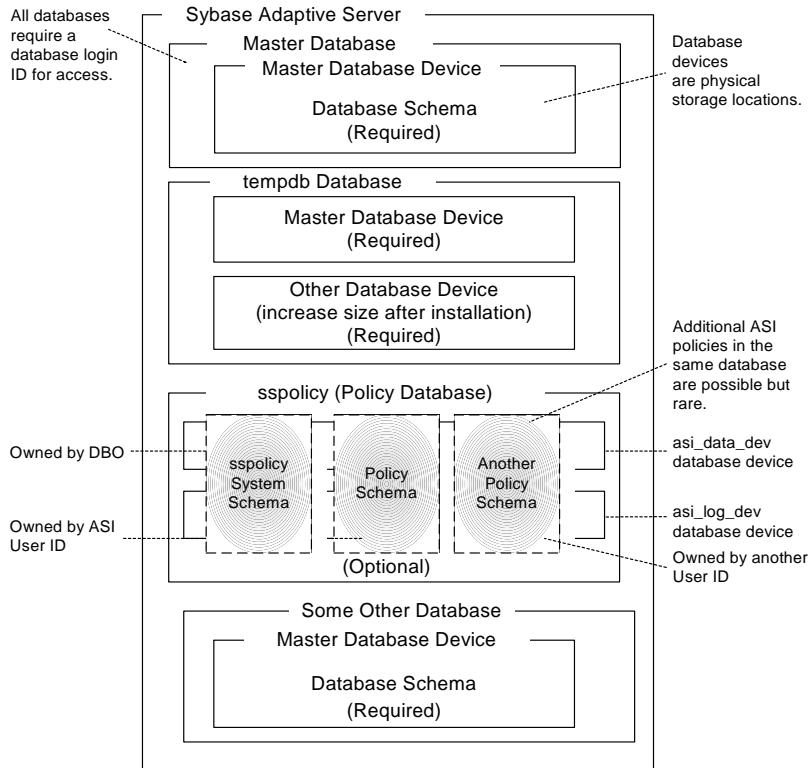 All databases
require a
database login
ID for access.
Sybase Adaptive Server
Master Database
Master Database Device
Database Schema
(Required)
Database
devices
are physical
storage locations.
tempdb Database
Master Database Device
(Required)
Other Database Device
(increase size after installation)
(Required)
Additional ASI
policies in the
same database
are possible but
rare.
sspolicy (Policy Database)
Owned by DBO
Owned by ASI
User ID
sspolicy
System
Schema
Policy
Schema
Another
Policy
Schema
(Optional)
asi_data_dev
database device
asi_log_dev
database device
Owned by another
User ID
Some Other Database
Master Database Device
Database Schema
(Required)